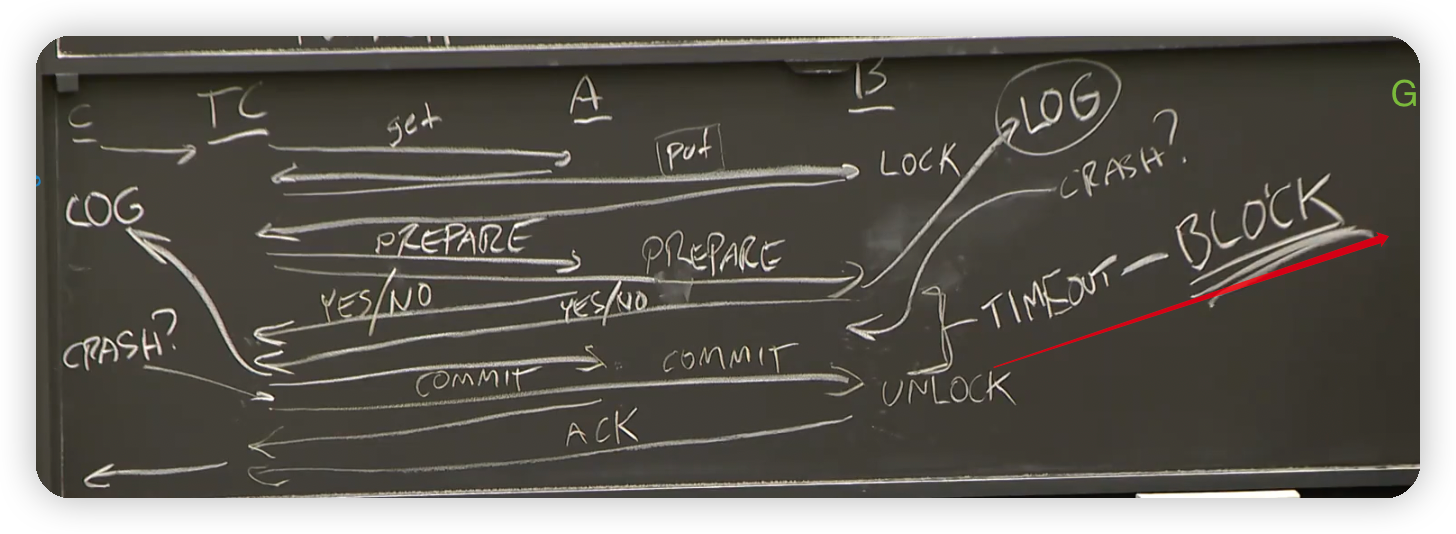 C TC A B
get
put
LOCK
LOG
CRASH?
LOG
PREPARE
PREPARE
YES/NO
YES/NO
TIMEOUT — BLOCK
CRASH?
COMMIT
COMMIT
UNLOCK
ACK
G